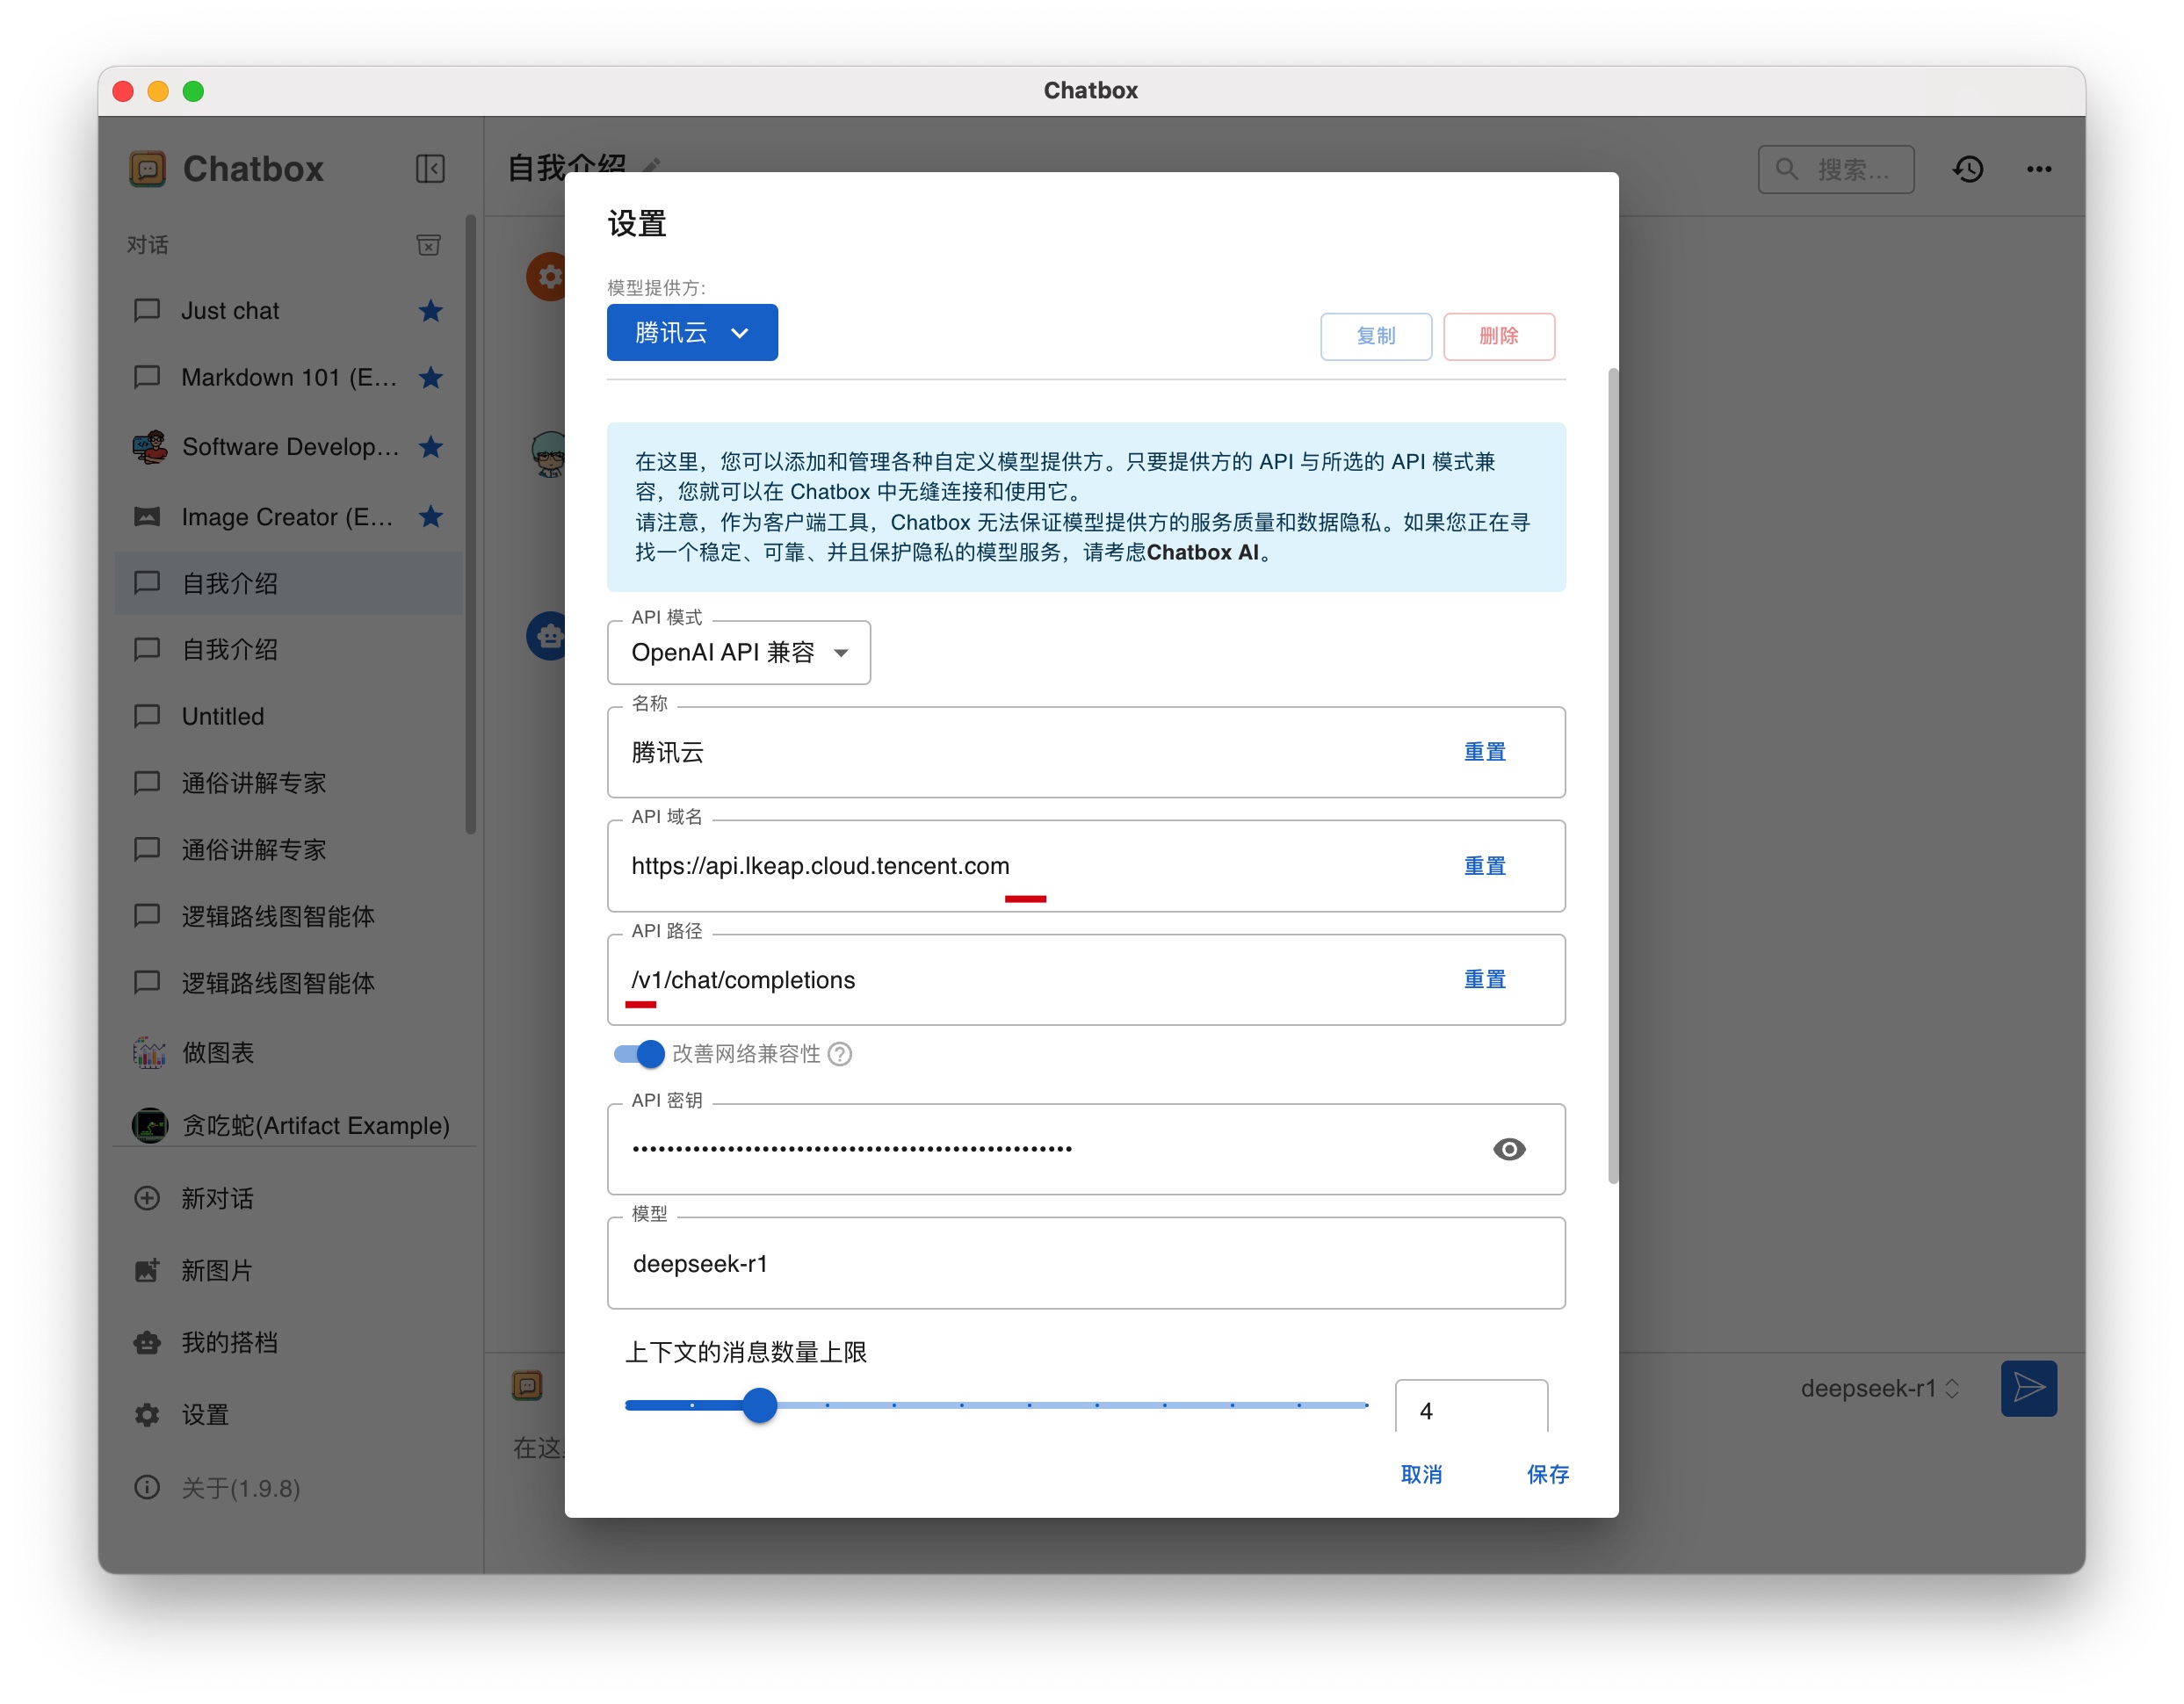 Chatbox
Chatbox
对话
Just chat
Markdown 101 (E...
Software Develop...
Image Creator (E...
自我介绍
自我介绍
Untitled
通俗讲解专家
通俗讲解专家
逻辑路线图智能体
逻辑路线图智能体
做图表
贪吃蛇(Artifact Example)
新对话
新图片
我的搭档
设置
关于(1.9.8)
自我介绍
搜索...
设置
模型提供方:
腾讯云
复制
删除
在这里，您可以添加和管理各种自定义模型提供方。只要提供方的 API 与所选的 API 模式兼
容，您就可以在 Chatbox 中无缝连接和使用它。
请注意，作为客户端工具，Chatbox 无法保证模型提供方的服务质量和数据隐私。如果您正在寻
找一个稳定、可靠、并且保护隐私的模型服务，请考虑Chatbox AI。
API 模式
OpenAI API 兼容
名称
腾讯云
重置
API 域名
https://api.lkeap.cloud.tencent.com
重置
API 路径
/v1/chat/completions
重置
改善网络兼容性
API 密钥
••••••••••••••••••••••••••••••••••••••••••••••••••
模型
deepseek-r1
上下文的消息数量上限
4
取消
保存
在这
deepseek-r1